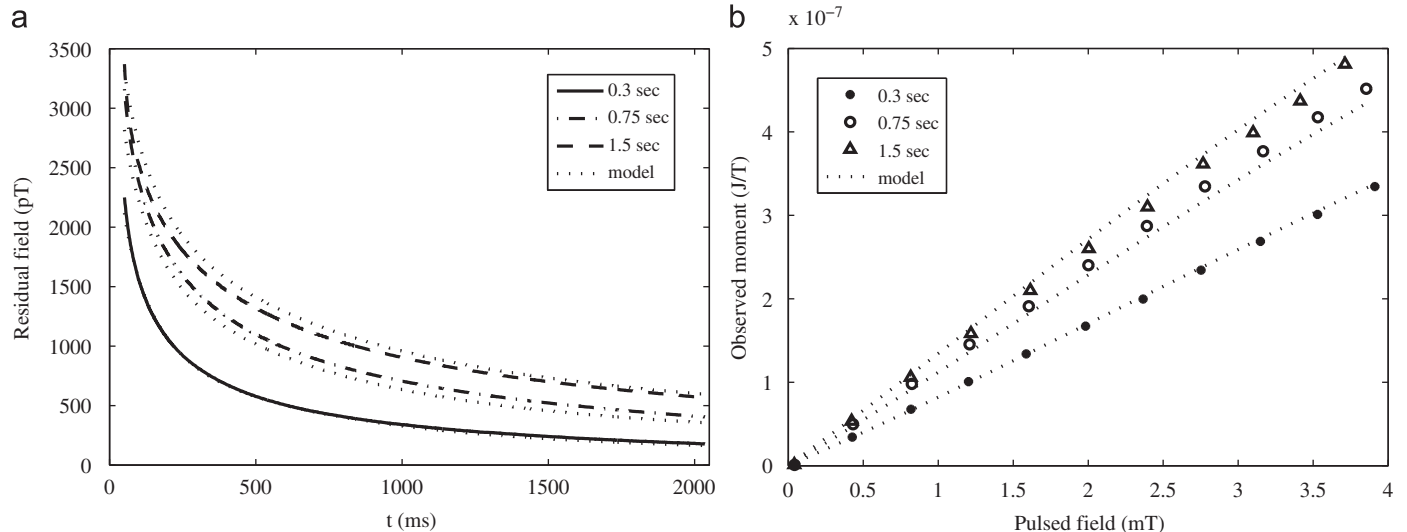 a
3500
3000
2500
2000
1500
1000
500
0
Residual field (pT)
0
500
1000
1500
2000
t (ms)
0.3 sec
0.75 sec
1.5 sec
model
b
x 10⁻⁷
5
4
3
2
1
0
Observed moment (J/T)
0
0.5
1
1.5
2
2.5
3
3.5
4
Pulsed field (mT)
0.3 sec
0.75 sec
1.5 sec
model